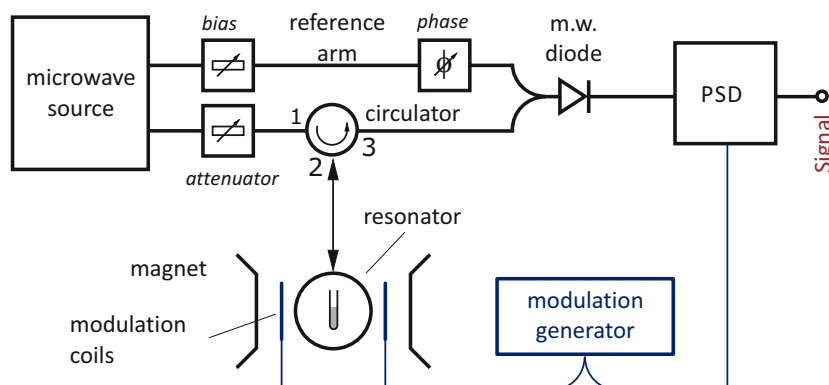 bias
reference
arm
phase
m.w.
diode
microwave
source
PSD
Signal
1
circulator
2
3
attenuator
resonator
magnet
modulation
coils
modulation
generator
ϕ